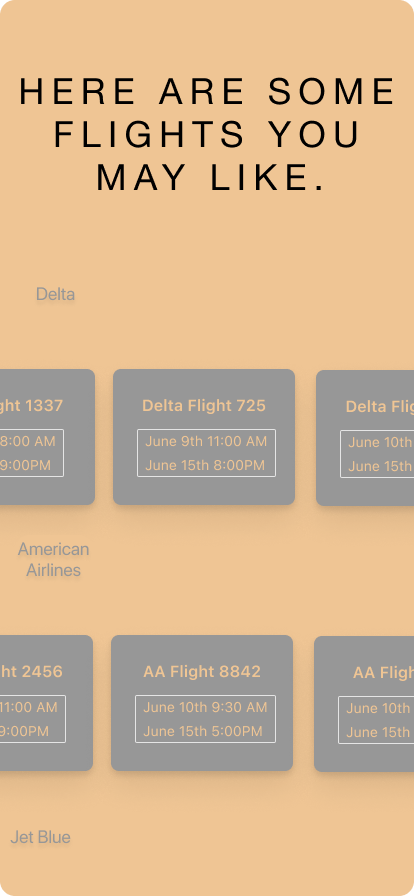 HERE ARE SOME
FLIGHTS YOU
MAY LIKE.
Delta
ght 1337
8:00 AM
9:00PM
Delta Flight 725
June 9th 11:00 AM
June 15th 8:00PM
Delta Flig
June 10th
June 15th
American
Airlines
ht 2456
11:00 AM
9:00PM
AA Flight 8842
June 10th 9:30 AM
June 15th 5:00PM
AA Fligh
June 10th
June 15th
Jet Blue